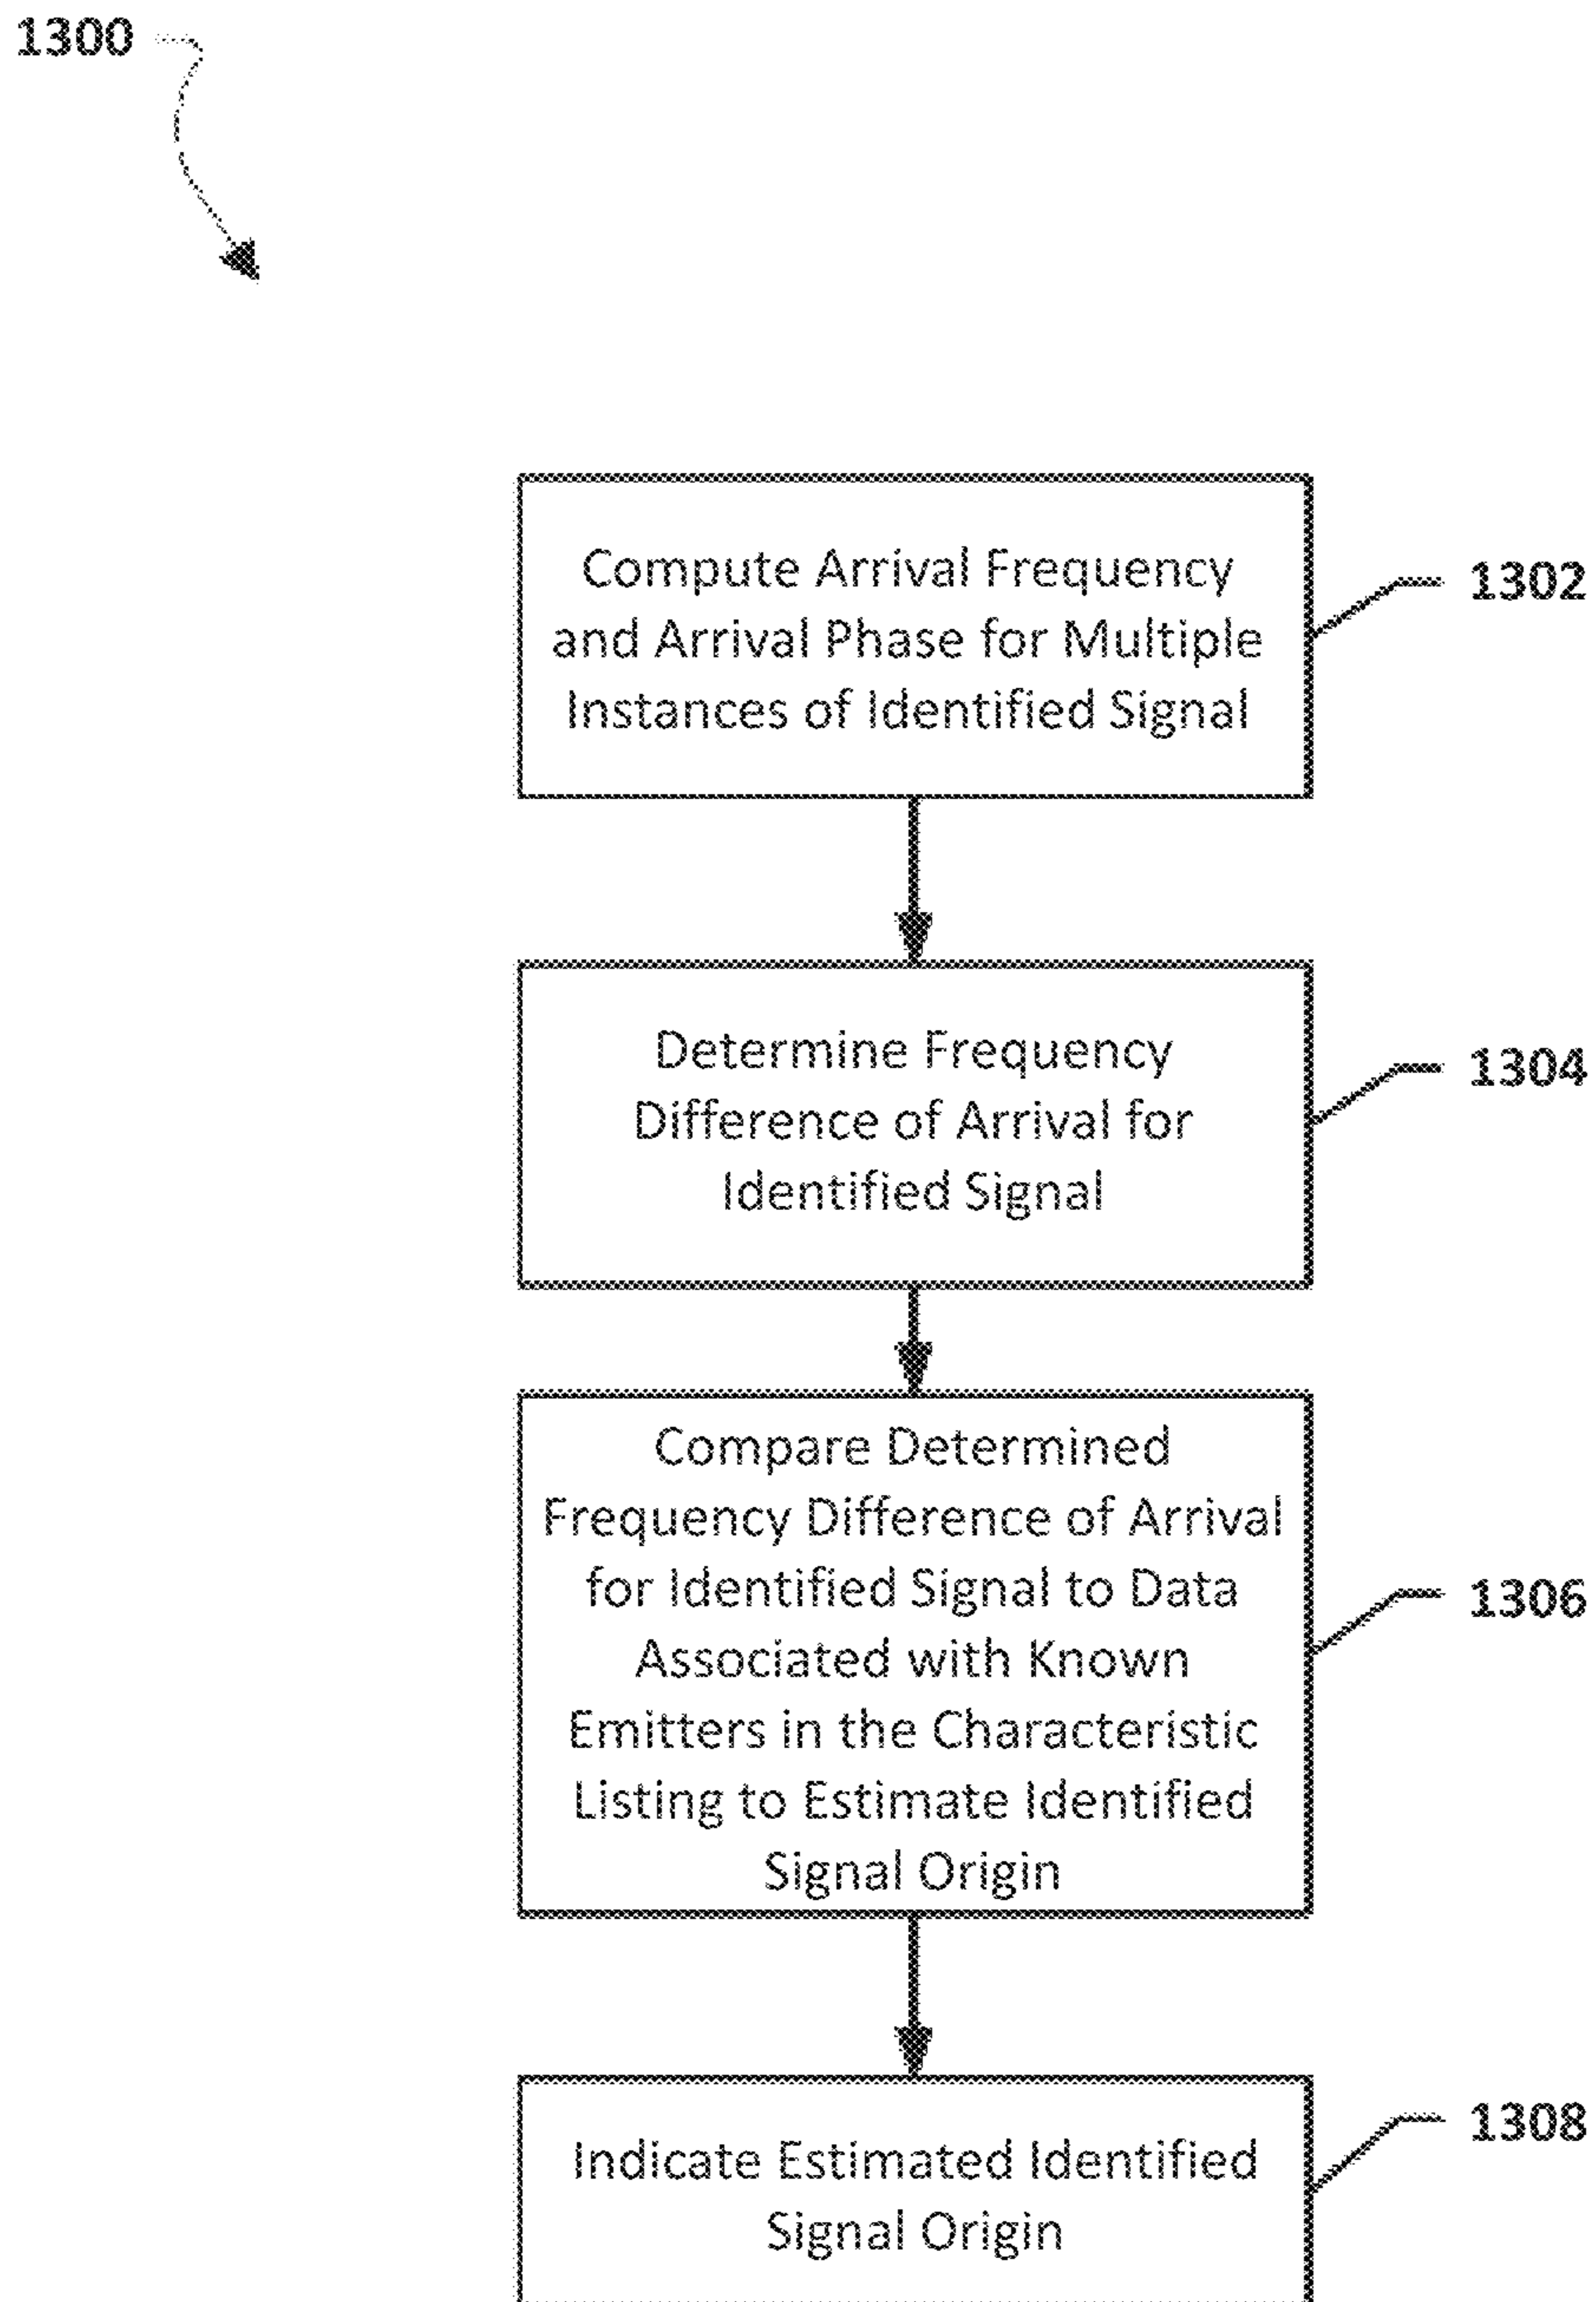 1300
Compute Arrival Frequency
and Arrival Phase for Multiple
Instances of Identified Signal
1302
Determine Frequency
Difference of Arrival for
Identified Signal
1304
Compare Determined
Frequency Difference of Arrival
for Identified Signal to Data
Associated with Known
Emitters in the Characteristic
Listing to Estimate Identified
Signal Origin
1306
Indicate Estimated Identified
Signal Origin
1308